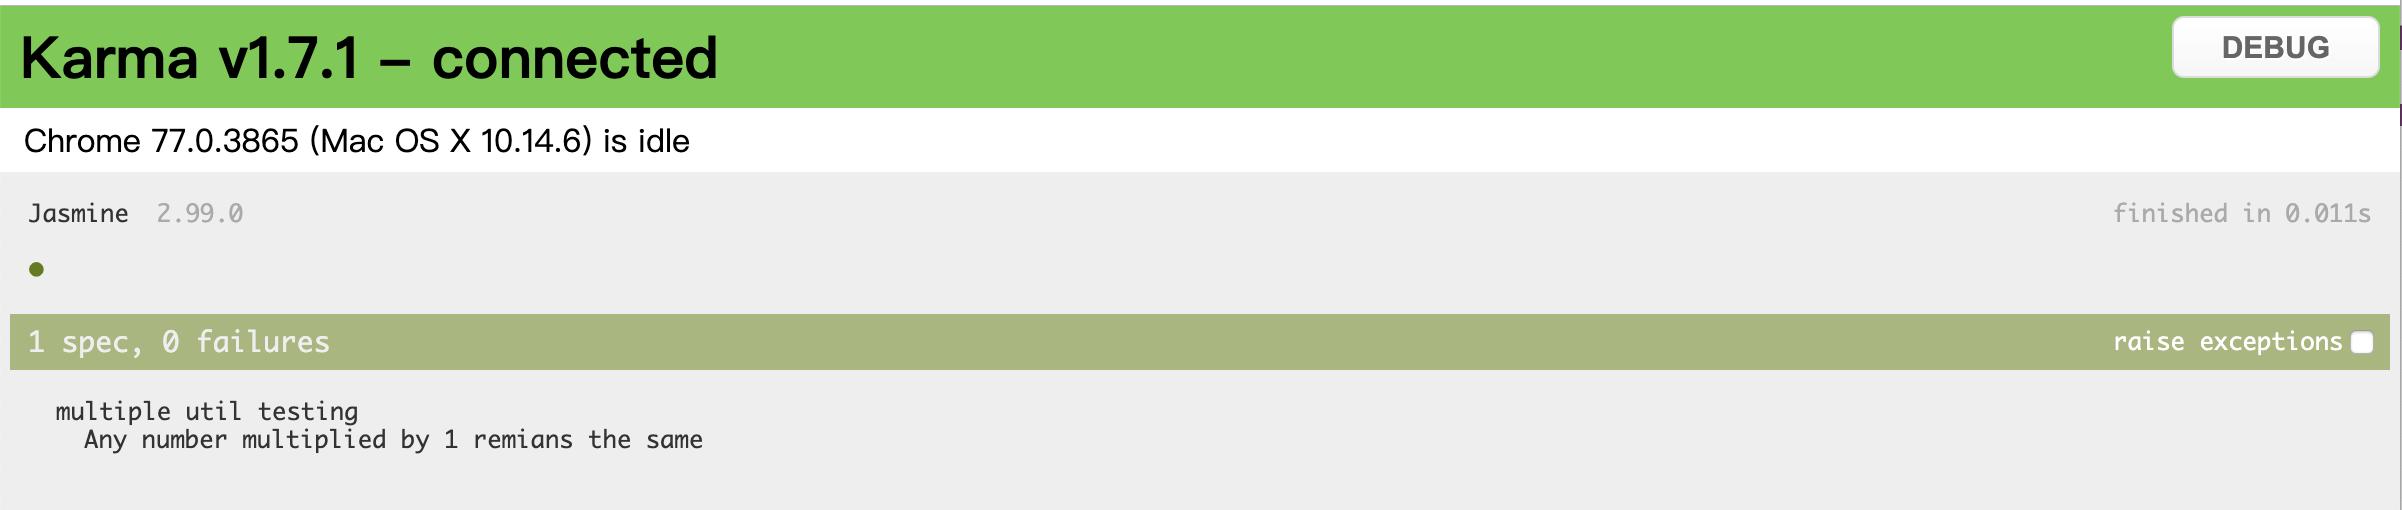 Karma v1.7.1 – connected
DEBUG
Chrome 77.0.3865 (Mac OS X 10.14.6) is idle
Jasmine 2.99.0
finished in 0.011s
1 spec, 0 failures
raise exceptions
multiple util testing
Any number multiplied by 1 remians the same